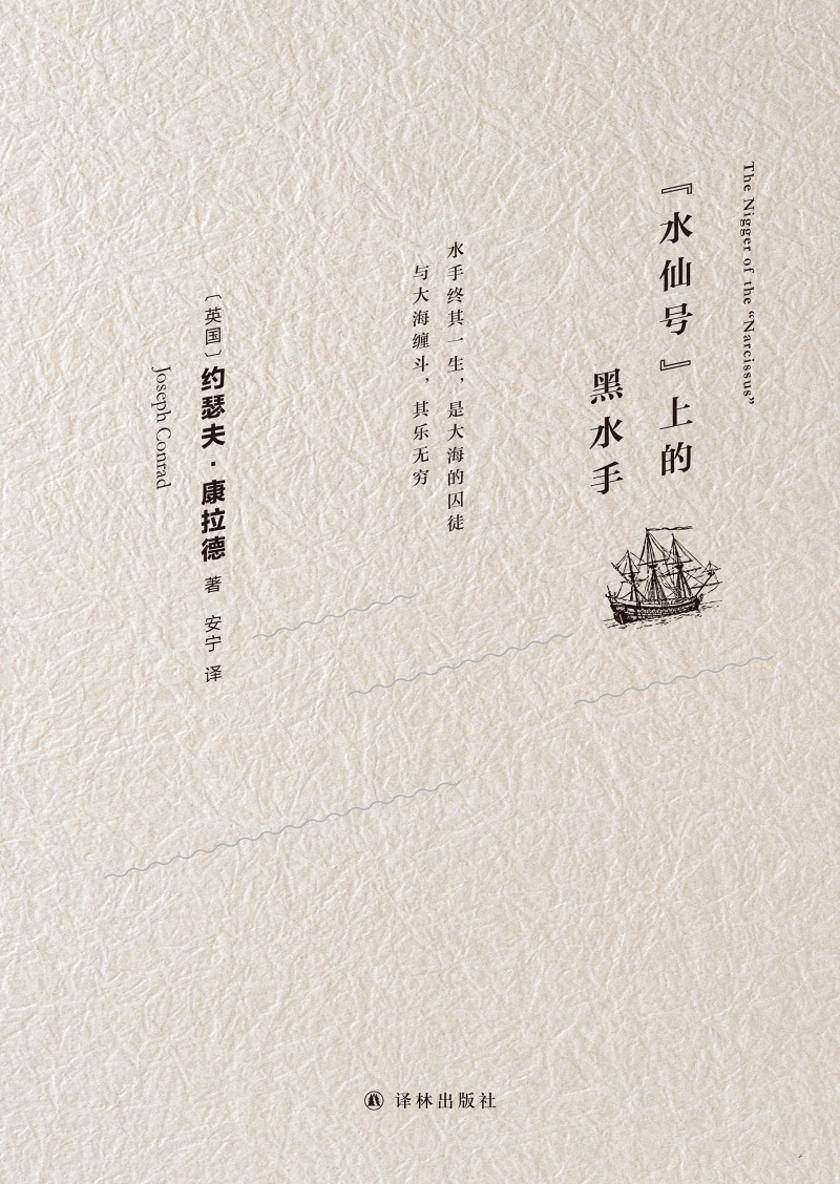 The Nigger of the “Narcissus”
『水仙号』上的
黑水手
水手终其一生，是大海的囚徒
与大海缠斗，其乐无穷
〔英国〕约瑟夫·康拉德 著 安宁 译
Joseph Conrad
译林出版社